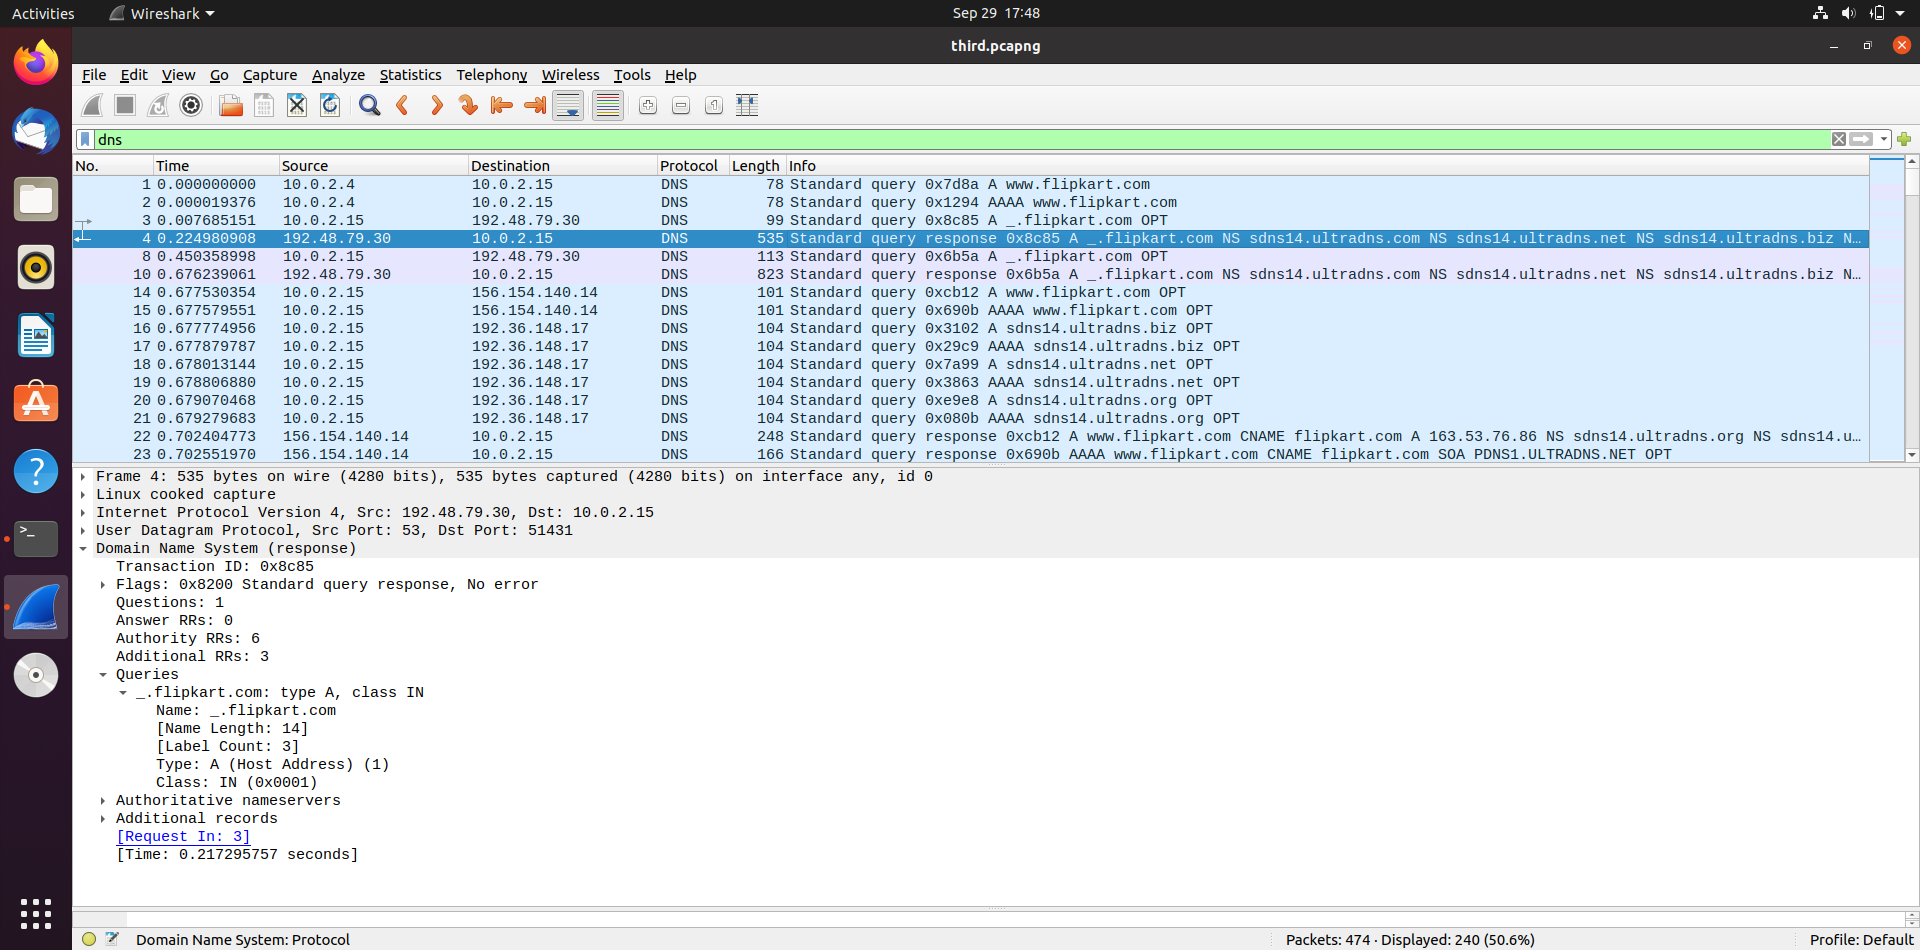 Activities Wireshark Sep 29 17:48
third.pcapng
File Edit View Go Capture Analyze Statistics Telephony Wireless Tools Help
dns
No. Time Source Destination Protocol Length Info
1 0.000000000 10.0.2.4 10.0.2.15 DNS 78 Standard query 0x7d8a A www.flipkart.com
2 0.000019376 10.0.2.4 10.0.2.15 DNS 78 Standard query 0x1294 AAAA www.flipkart.com
3 0.007685151 10.0.2.15 192.48.79.30 DNS 99 Standard query 0x8c85 A _.flipkart.com OPT
4 0.224980908 192.48.79.30 10.0.2.15 DNS 535 Standard query response 0x8c85 A _.flipkart.com NS sdns14.ultradns.com NS sdns14.ultradns.net NS sdns14.ultradns.biz N…
8 0.450358998 10.0.2.15 192.48.79.30 DNS 113 Standard query 0x6b5a A _.flipkart.com OPT
10 0.676239061 192.48.79.30 10.0.2.15 DNS 823 Standard query response 0x6b5a A _.flipkart.com NS sdns14.ultradns.com NS sdns14.ultradns.net NS sdns14.ultradns.biz N…
14 0.677530354 10.0.2.15 156.154.140.14 DNS 101 Standard query 0xcb12 A www.flipkart.com OPT
15 0.677579551 10.0.2.15 156.154.140.14 DNS 101 Standard query 0x690b AAAA www.flipkart.com OPT
16 0.677774956 10.0.2.15 192.36.148.17 DNS 104 Standard query 0x3102 A sdns14.ultradns.biz OPT
17 0.677879787 10.0.2.15 192.36.148.17 DNS 104 Standard query 0x29c9 AAAA sdns14.ultradns.biz OPT
18 0.678013144 10.0.2.15 192.36.148.17 DNS 104 Standard query 0x7a99 A sdns14.ultradns.net OPT
19 0.678806880 10.0.2.15 192.36.148.17 DNS 104 Standard query 0x3863 AAAA sdns14.ultradns.net OPT
20 0.679070468 10.0.2.15 192.36.148.17 DNS 104 Standard query 0xe9e8 A sdns14.ultradns.org OPT
21 0.679279683 10.0.2.15 192.36.148.17 DNS 104 Standard query 0x080b AAAA sdns14.ultradns.org OPT
22 0.702404773 156.154.140.14 10.0.2.15 DNS 248 Standard query response 0xcb12 A www.flipkart.com CNAME flipkart.com A 163.53.76.86 NS sdns14.ultradns.org NS sdns14.u…
23 0.702551970 156.154.140.14 10.0.2.15 DNS 166 Standard query response 0x690b AAAA www.flipkart.com CNAME flipkart.com SOA PDNS1.ULTRADNS.NET OPT
Frame 4: 535 bytes on wire (4280 bits), 535 bytes captured (4280 bits) on interface any, id 0
Linux cooked capture
Internet Protocol Version 4, Src: 192.48.79.30, Dst: 10.0.2.15
User Datagram Protocol, Src Port: 53, Dst Port: 51431
Domain Name System (response)
Transaction ID: 0x8c85
Flags: 0x8200 Standard query response, No error
Questions: 1
Answer RRs: 0
Authority RRs: 6
Additional RRs: 3
Queries
_.flipkart.com: type A, class IN
Name: _.flipkart.com
[Name Length: 14]
[Label Count: 3]
Type: A (Host Address) (1)
Class: IN (0x0001)
Authoritative nameservers
Additional records
[Request In: 3]
[Time: 0.217295757 seconds]
Domain Name System: Protocol Packets: 474 · Displayed: 240 (50.6%) Profile: Default